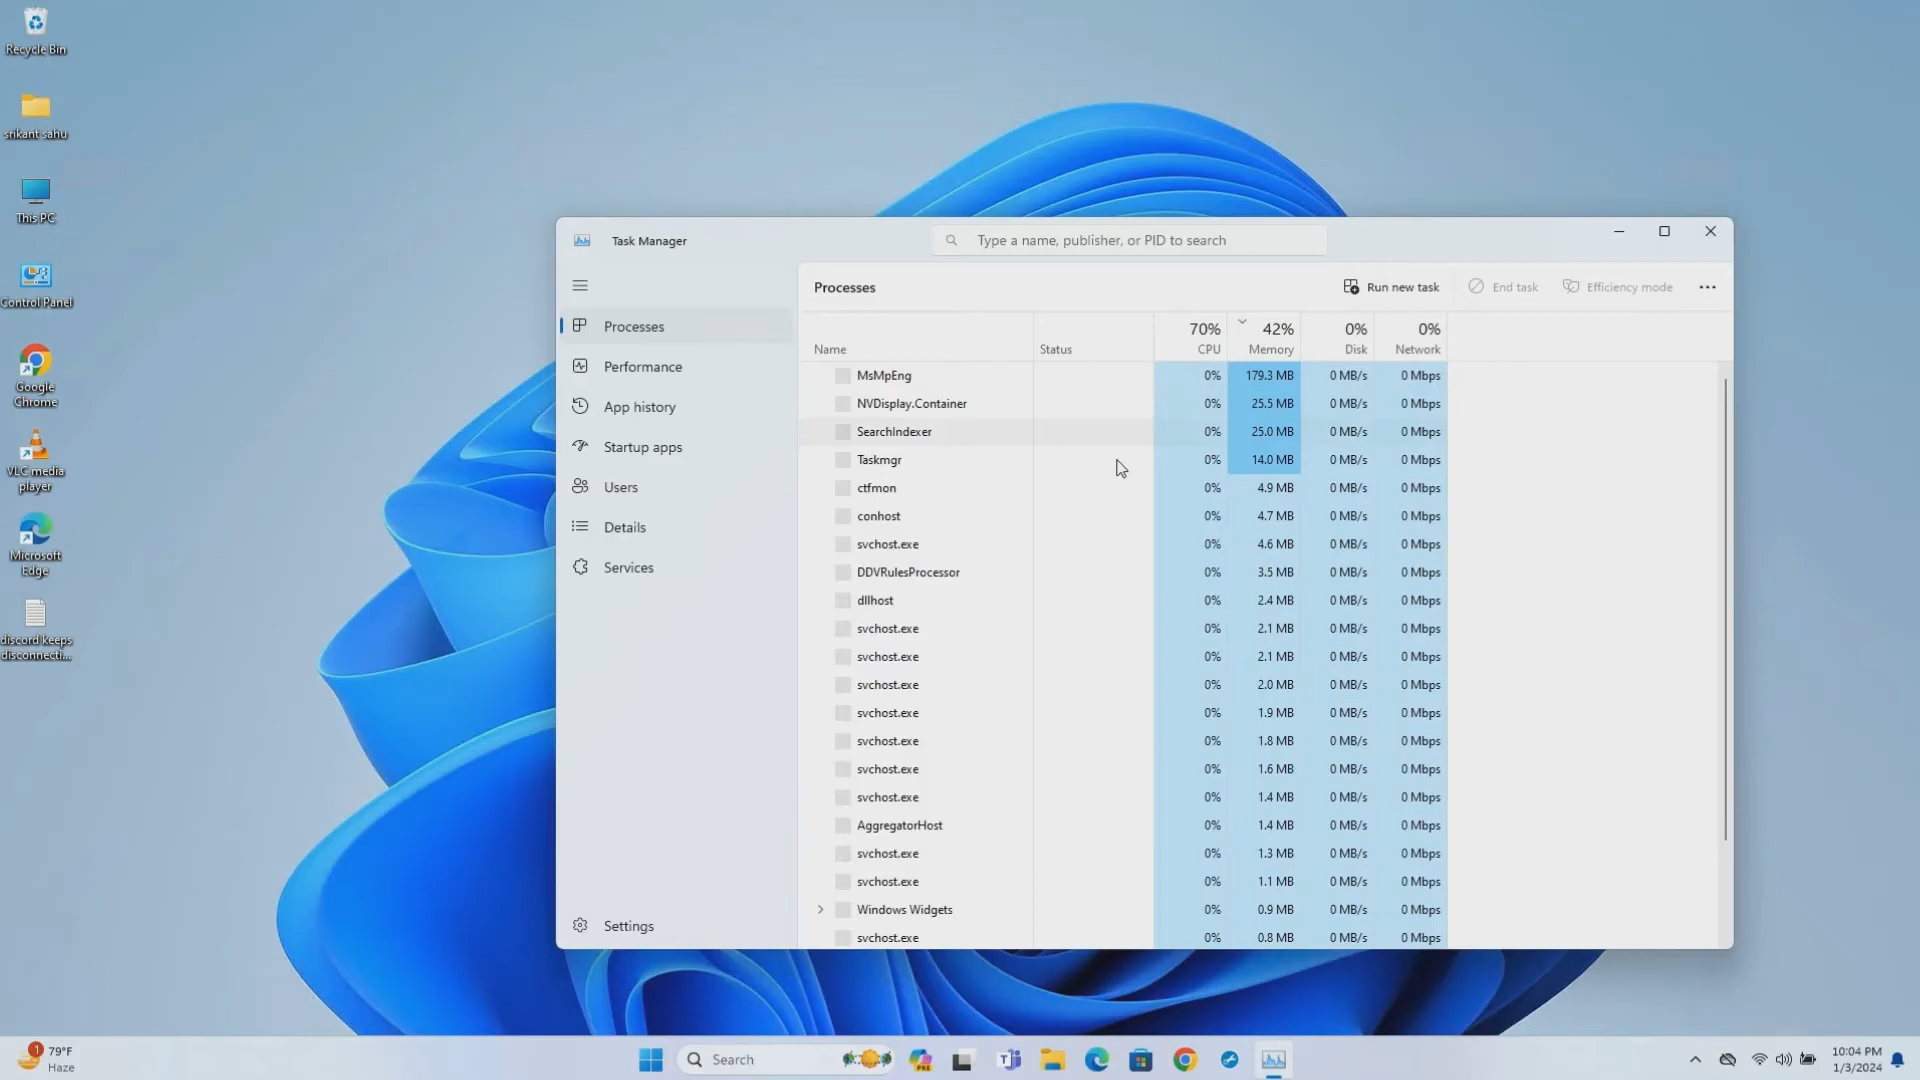 Recycle Bin
srikant sahu
This PC
Control Panel
Google
Chrome
VLC media
player
Microsoft
Edge
discord keeps
disconnecti...
Task Manager
Type a name, publisher, or PID to search
Processes
Performance
App history
Startup apps
Users
Details
Services
Settings
Processes
Run new task
End task
Efficiency mode
70% 42% 0% 0%
Name Status CPU Memory Disk Network
MsMpEng 0% 179.3 MB 0 MB/s 0 Mbps
NVDisplay.Container 0% 25.5 MB 0 MB/s 0 Mbps
SearchIndexer 0% 25.0 MB 0 MB/s 0 Mbps
Taskmgr 0% 14.0 MB 0 MB/s 0 Mbps
ctfmon 0% 4.9 MB 0 MB/s 0 Mbps
conhost 0% 4.7 MB 0 MB/s 0 Mbps
svchost.exe 0% 4.6 MB 0 MB/s 0 Mbps
DDVRulesProcessor 0% 3.5 MB 0 MB/s 0 Mbps
dllhost 0% 2.4 MB 0 MB/s 0 Mbps
svchost.exe 0% 2.1 MB 0 MB/s 0 Mbps
svchost.exe 0% 2.1 MB 0 MB/s 0 Mbps
svchost.exe 0% 2.0 MB 0 MB/s 0 Mbps
svchost.exe 0% 1.9 MB 0 MB/s 0 Mbps
svchost.exe 0% 1.8 MB 0 MB/s 0 Mbps
svchost.exe 0% 1.6 MB 0 MB/s 0 Mbps
svchost.exe 0% 1.4 MB 0 MB/s 0 Mbps
AggregatorHost 0% 1.4 MB 0 MB/s 0 Mbps
svchost.exe 0% 1.3 MB 0 MB/s 0 Mbps
svchost.exe 0% 1.1 MB 0 MB/s 0 Mbps
Windows Widgets 0% 0.9 MB 0 MB/s 0 Mbps
svchost.exe 0% 0.8 MB 0 MB/s 0 Mbps
1
79°F
Haze
Search
PRE
10:04 PM
1/3/2024